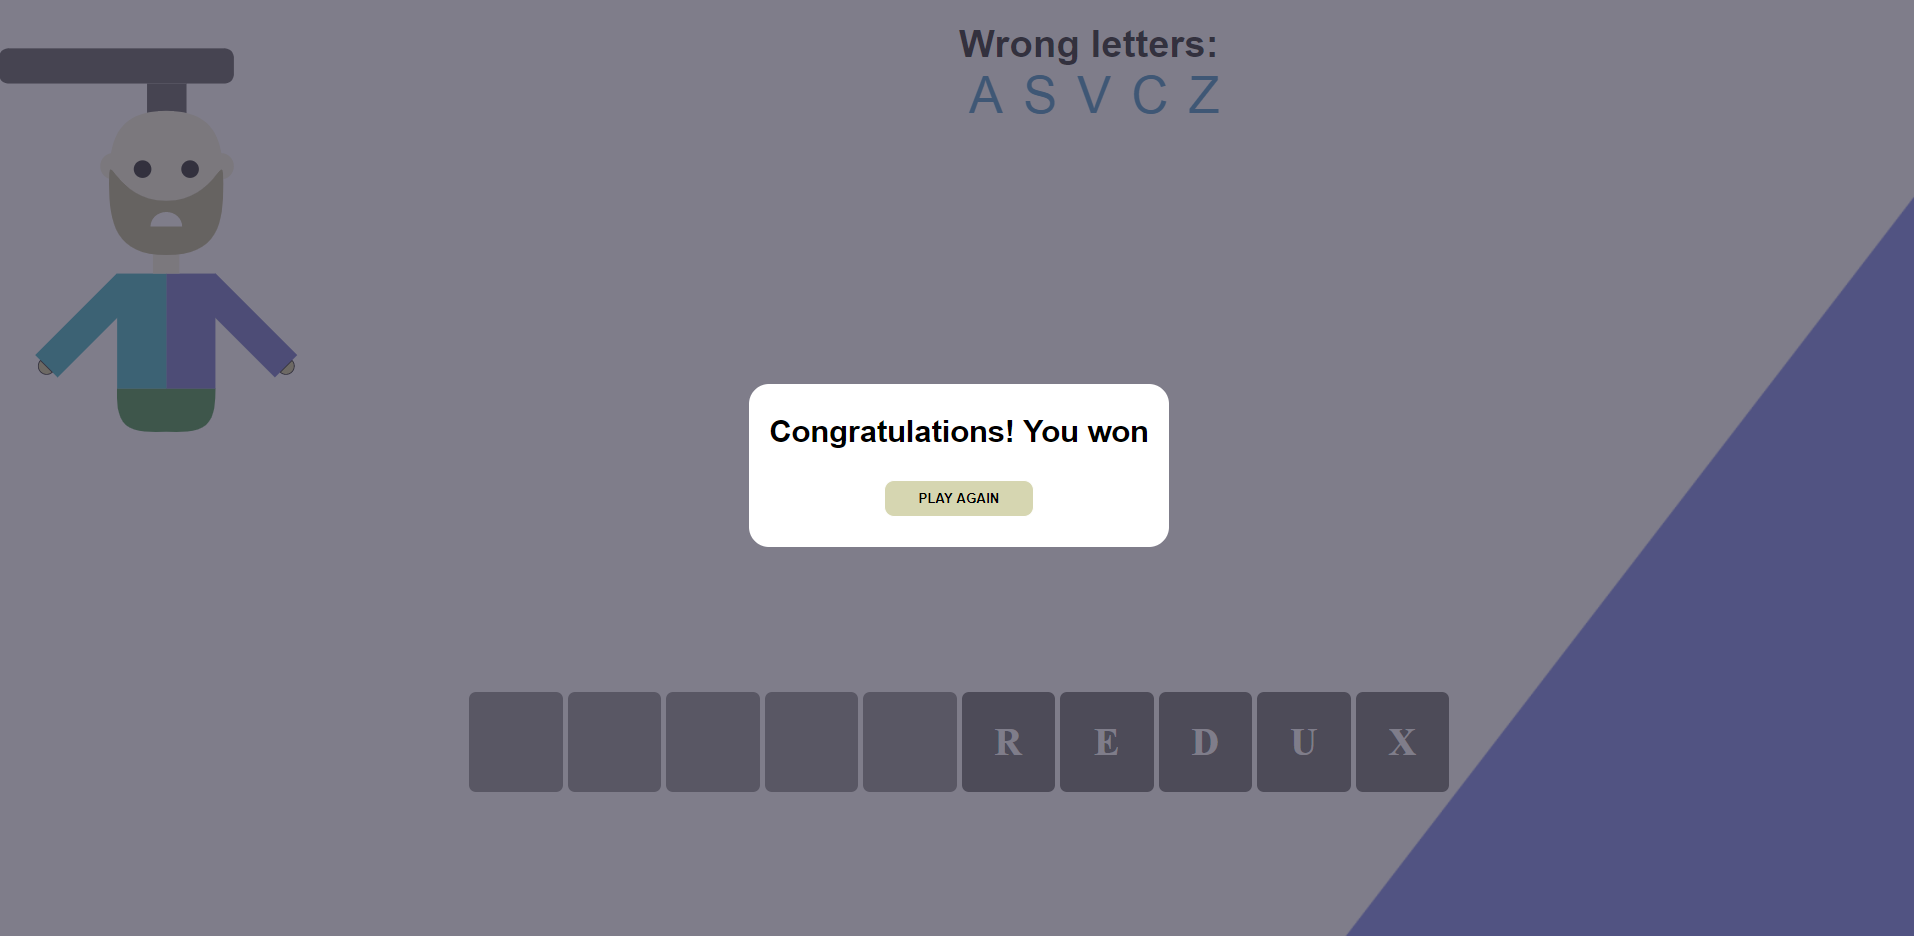 Wrong letters:
A S V C Z
Congratulations! You won
PLAY AGAIN
R E D U X